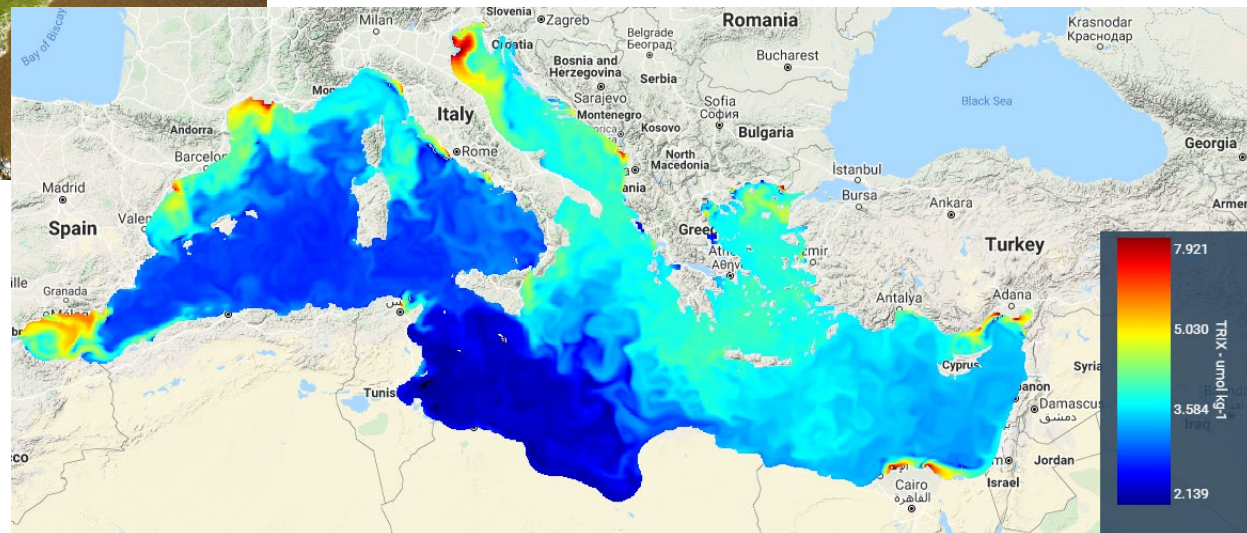 Slovenia
Milan
Zagreb
Romania
Krasnodar
Краснодар
Bay of Biscay
Croatia
Belgrade
Београд
Bucharest
Bosnia and
Herzegovina
Serbia
Sarajevo
Black Sea
Italy
Montenegro
Sofia
София
Andorra
Kosovo
Bulgaria
Georgia
Rome
North
Macedonia
İstanbul
Bursa
Madrid
Ankara
Spain
Turkey
7.921
Granada
Antalya
Adana
5.030
TRIX - umol kg-1
Cyprus
Syria
3.584
Damascus
دمشق
Iraq
Jordan
Cairo
القاهرة
Israel
2.139